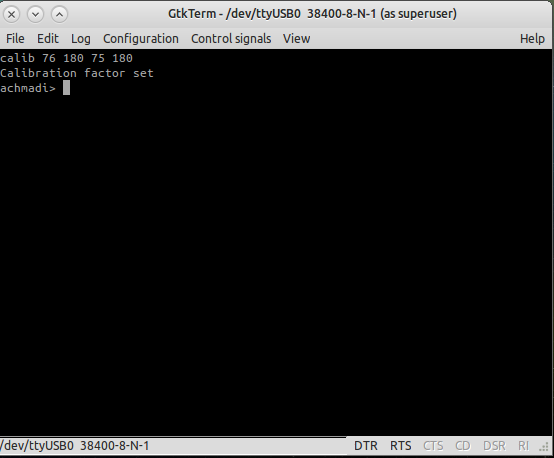 GtkTerm - /dev/ttyUSB0 38400-8-N-1 (as superuser)
File Edit Log Configuration Control signals View Help
calib 76 180 75 180
Calibration factor set
achmadi>
/dev/ttyUSB0 38400-8-N-1 DTR RTS CTS CD DSR RI